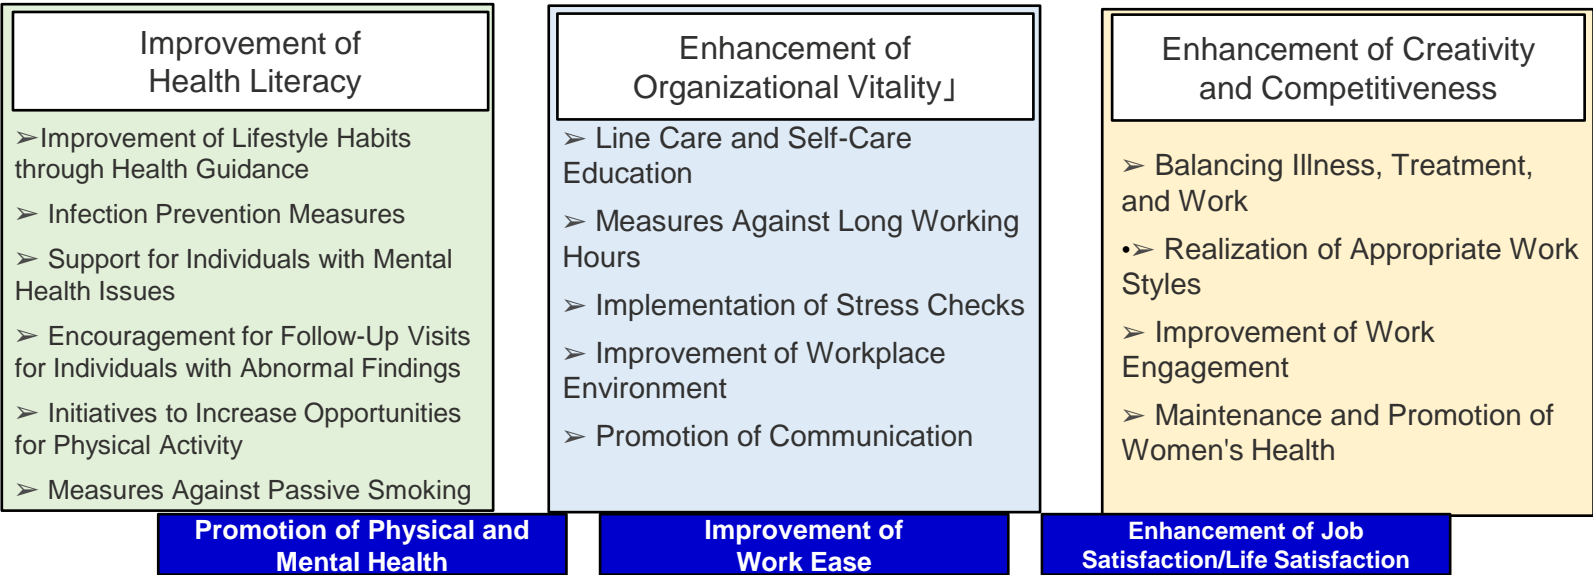 Improvement of
Health Literacy
➢Improvement of Lifestyle Habits
through Health Guidance
➢ Infection Prevention Measures
➢ Support for Individuals with Mental
Health Issues
➢ Encouragement for Follow-Up Visits
for Individuals with Abnormal Findings
➢ Initiatives to Increase Opportunities
for Physical Activity
➢ Measures Against Passive Smoking
Promotion of Physical and
Mental Health
Enhancement of
Organizational Vitality」
➢ Line Care and Self-Care
Education
➢ Measures Against Long Working
Hours
➢ Implementation of Stress Checks
➢ Improvement of Workplace
Environment
➢ Promotion of Communication
Improvement of
Work Ease
Enhancement of Creativity
and Competitiveness
➢ Balancing Illness, Treatment,
and Work
•➢ Realization of Appropriate Work
Styles
➢ Improvement of Work
Engagement
➢ Maintenance and Promotion of
Women's Health
Enhancement of Job
Satisfaction/Life Satisfaction